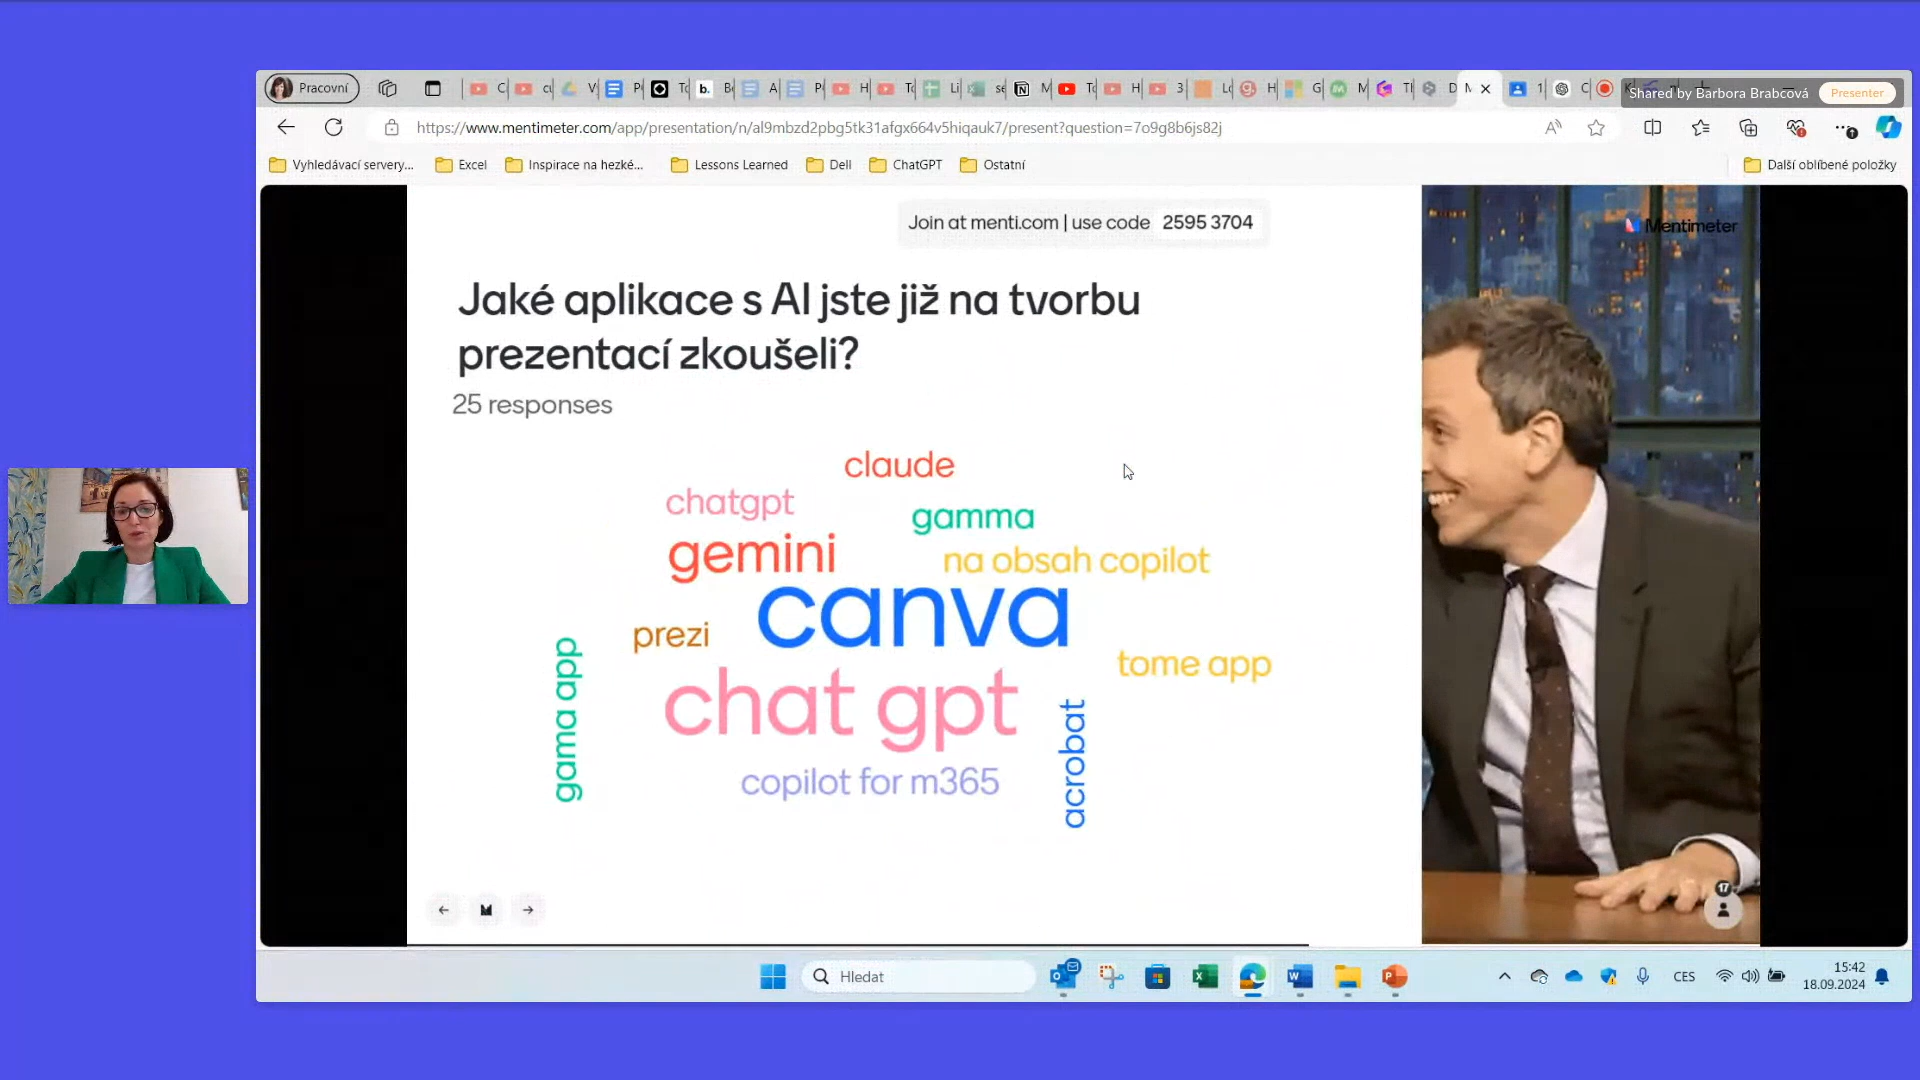 Pracovní
Shared by Barbora Brabcová
Presenter
https://www.mentimeter.com/app/presentation/n/al9mbzd2pbg5tk31afgx664v5hiqauk7/present?question=7o9g8b6js82j
Vyhledávací servery...
Excel
Inspirace na hezké...
Lessons Learned
Dell
ChatGPT
Ostatní
Další oblíbené položky
Join at menti.com | use code 2595 3704
Mentimeter
Jaké aplikace s AI jste již na tvorbu
prezentací zkoušeli?
25 responses
claude
chatgpt
gamma
gemini
na obsah copilot
canva
prezi
gama app
tome app
chat gpt
acrobat
copilot for m365
17
Hledat
CES
15:42
18.09.2024